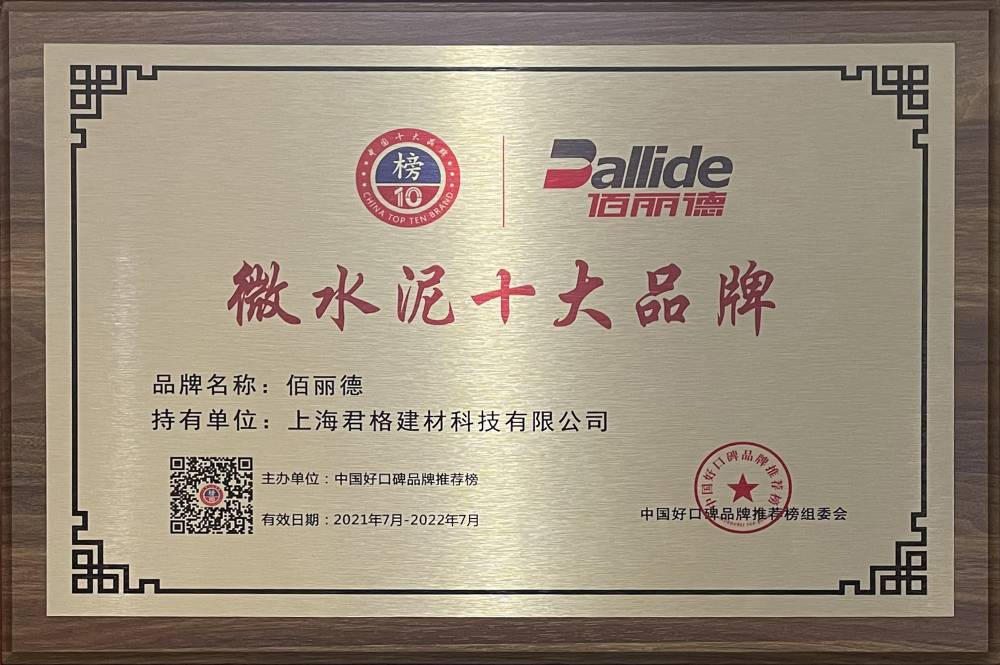 中国十大品牌
榜
10
CHINA TOP TEN BRAND
Ballide
佰丽德
微水泥十大品牌
品牌名称：佰丽德
持有单位：上海君格建材科技有限公司
主办单位：中国好口碑品牌推荐榜
有效日期：2021年7月-2022年7月
中国好口碑品牌推荐榜
中国好口碑品牌推荐榜组委会